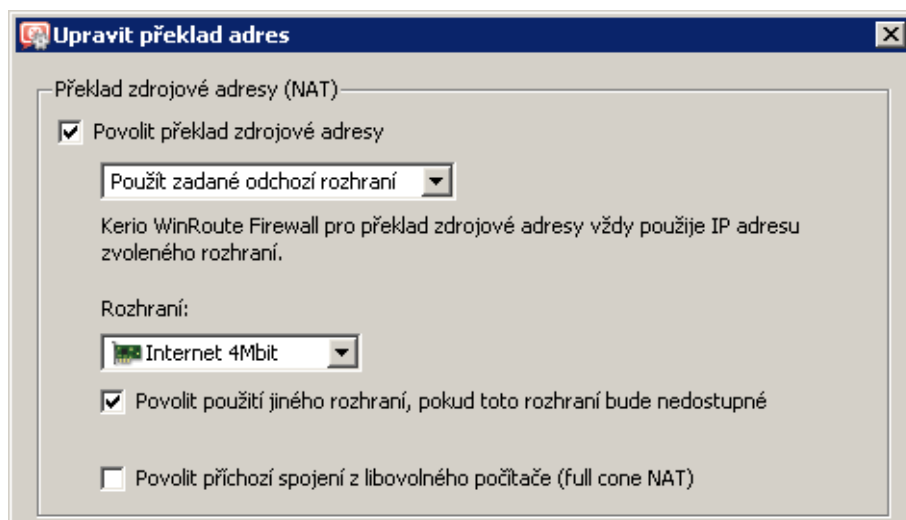 Upravit překlad adres
Překlad zdrojové adresy (NAT)
Povolit překlad zdrojové adresy
Použít zadané odchozí rozhraní
Kerio WinRoute Firewall pro překlad zdrojové adresy vždy použije IP adresu
zvoleného rozhraní.
Rozhraní:
Internet 4Mbit
Povolit použití jiného rozhraní, pokud toto rozhraní bude nedostupné
Povolit příchozí spojení z libovolného počítače (full cone NAT)